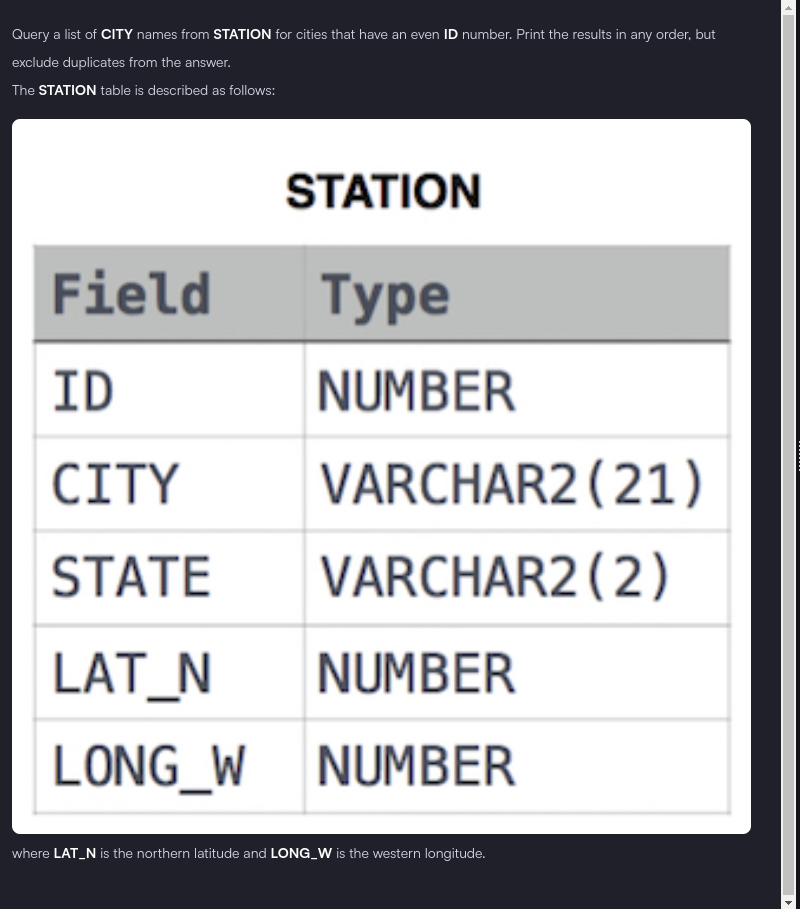 Query a list of CITY names from STATION for cities that have an even ID number. Print the results in any order, but
exclude duplicates from the answer.
The STATION table is described as follows:
STATION
Field Type
ID NUMBER
CITY VARCHAR2(21)
STATE VARCHAR2(2)
LAT_N NUMBER
LONG_W NUMBER
where LAT_N is the northern latitude and LONG_W is the western longitude.